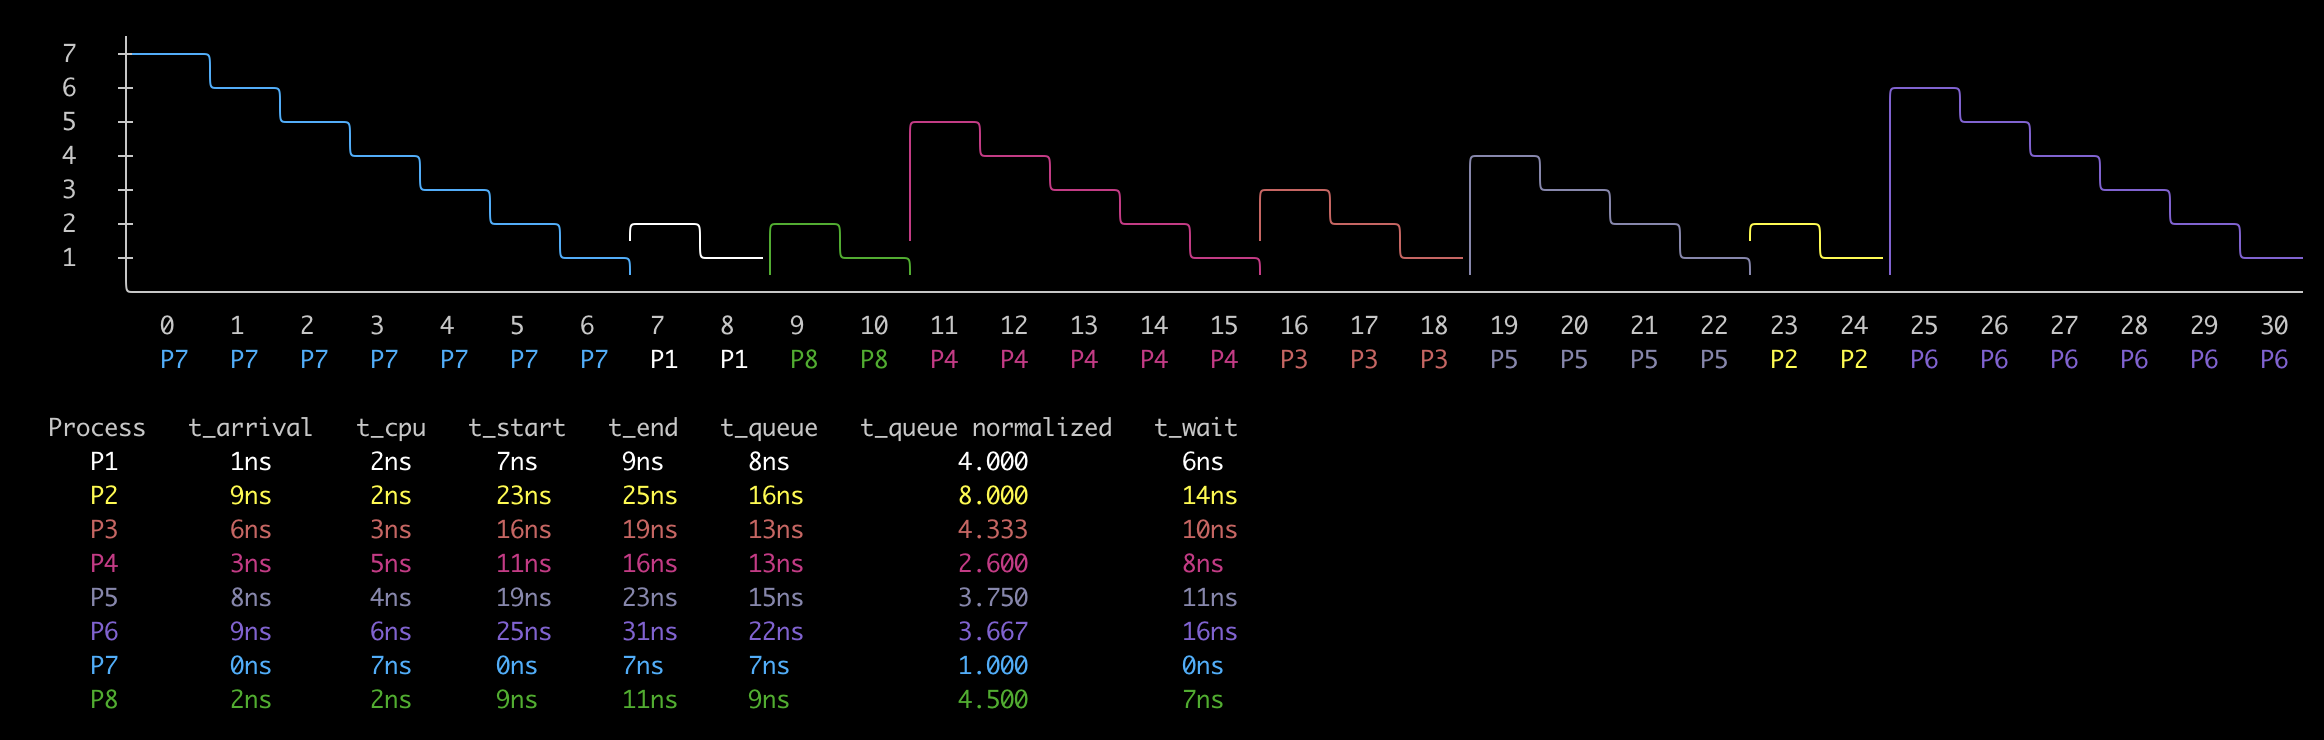 7
6
5
4
3
2
1
0 1 2 3 4 5 6 7 8 9 10 11 12 13 14 15 16 17 18 19 20 21 22 23 24 25 26 27 28 29 30
P7 P7 P7 P7 P7 P7 P7 P1 P1 P8 P8 P4 P4 P4 P4 P4 P3 P3 P3 P5 P5 P5 P5 P2 P2 P6 P6 P6 P6 P6 P6
Process t_arrival t_cpu t_start t_end t_queue t_queue normalized t_wait
P1 1ns 2ns 7ns 9ns 8ns 4.000 6ns
P2 9ns 2ns 23ns 25ns 16ns 8.000 14ns
P3 6ns 3ns 16ns 19ns 13ns 4.333 10ns
P4 3ns 5ns 11ns 16ns 13ns 2.600 8ns
P5 8ns 4ns 19ns 23ns 15ns 3.750 11ns
P6 9ns 6ns 25ns 31ns 22ns 3.667 16ns
P7 0ns 7ns 0ns 7ns 7ns 1.000 0ns
P8 2ns 2ns 9ns 11ns 9ns 4.500 7ns